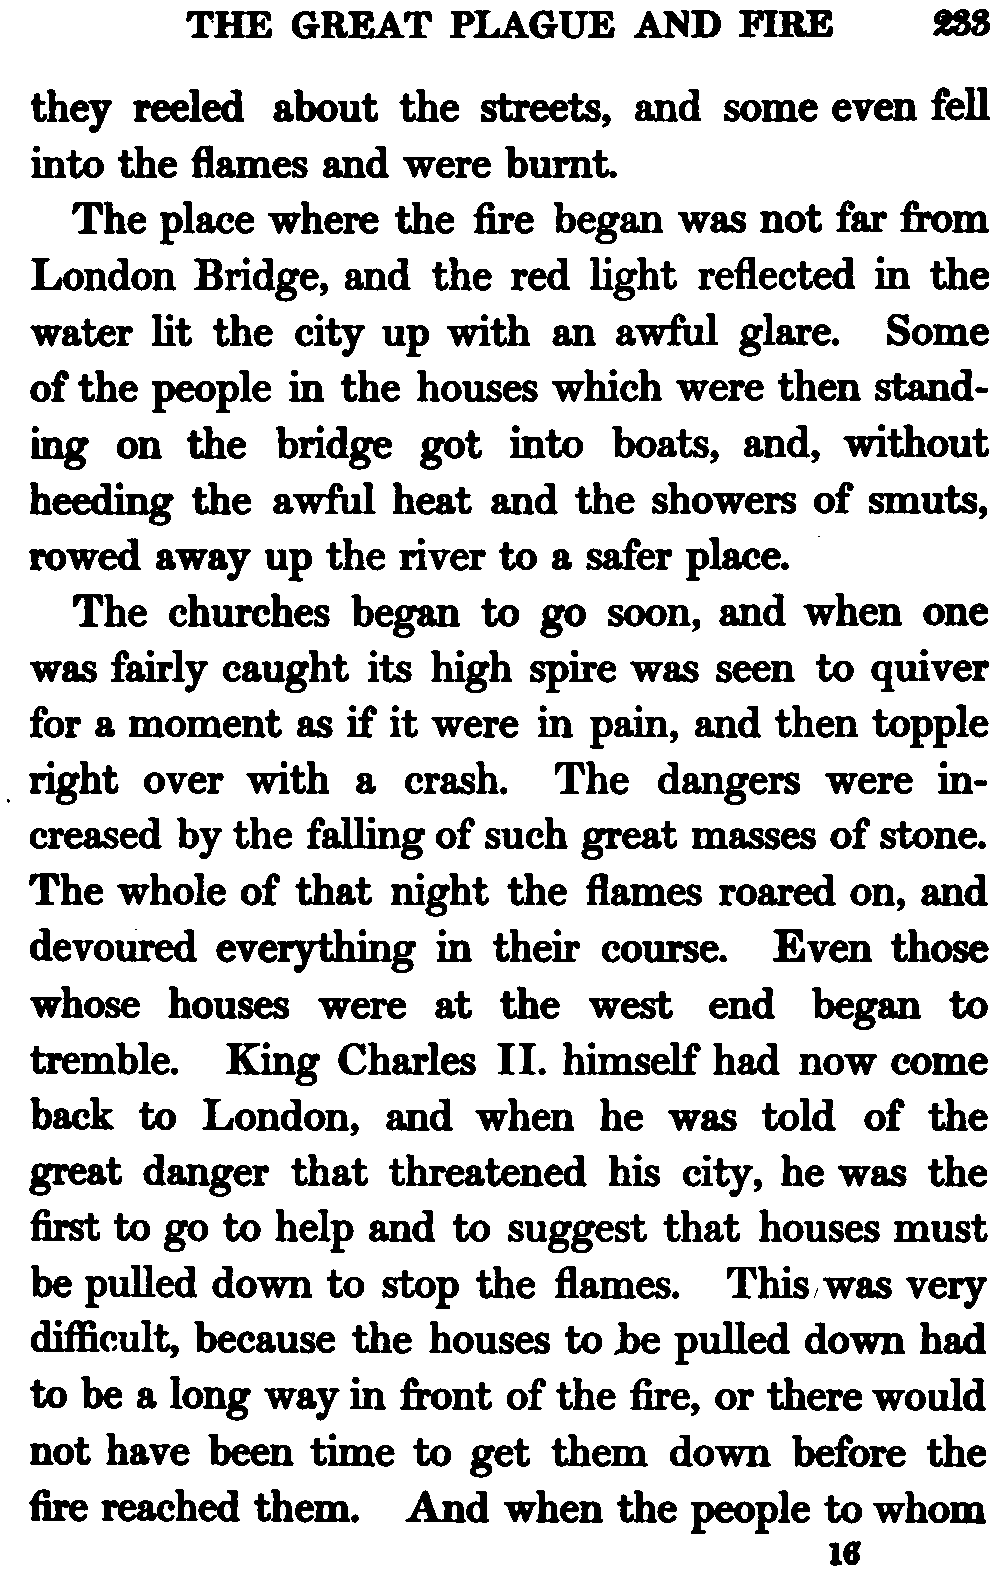 THE GREAT PLAGUE AND FIRE 233
they reeled about the streets, and some even fell
into the flames and were burnt.
The place where the fire began was not far from
London Bridge, and the red light reflected in the
water lit the city up with an awful glare. Some
of the people in the houses which were then stand-
ing on the bridge got into boats, and, without
heeding the awful heat and the showers of smuts,
rowed away up the river to a safer place.
The churches began to go soon, and when one
was fairly caught its high spire was seen to quiver
for a moment as if it were in pain, and then topple
right over with a crash. The dangers were in-
creased by the falling of such great masses of stone.
The whole of that night the flames roared on, and
devoured everything in their course. Even those
whose houses were at the west end began to
tremble. King Charles II. himself had now come
back to London, and when he was told of the
great danger that threatened his city, he was the
first to go to help and to suggest that houses must
be pulled down to stop the flames. This was very
difficult, because the houses to be pulled down had
to be a long way in front of the fire, or there would
not have been time to get them down before the
fire reached them. And when the people to whom
16